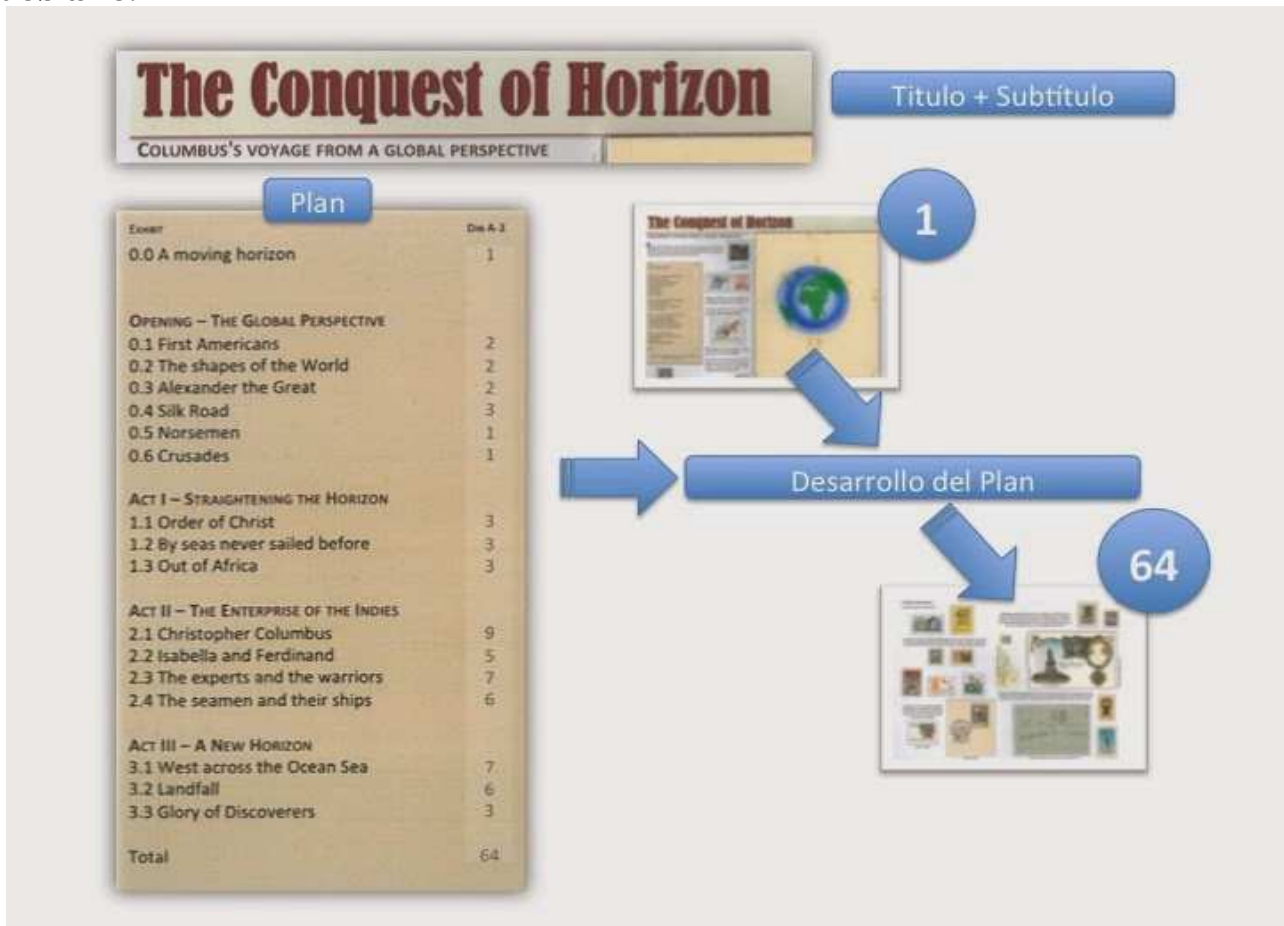 The Conquest of Horizon
Titulo + Subtítulo
COLUMBUS'S VOYAGE FROM A GLOBAL PERSPECTIVE
Plan
1
The Conquest of Horizon
EXHIBIT DIN A-3
0.0 A moving horizon 1
OPENING – THE GLOBAL PERSPECTIVE
0.1 First Americans 2
0.2 The shapes of the World 2
0.3 Alexander the Great 2
0.4 Silk Road 3
0.5 Norsemen 1
0.6 Crusades 1
Desarrollo del Plan
ACT I – STRAIGHTENING THE HORIZON
1.1 Order of Christ 3
1.2 By seas never sailed before 3
1.3 Out of Africa 3
64
ACT II – THE ENTERPRISE OF THE INDIES
2.1 Christopher Columbus 9
2.2 Isabella and Ferdinand 5
2.3 The experts and the warriors 7
2.4 The seamen and their ships 6
ACT III – A NEW HORIZON
3.1 West across the Ocean Sea 7
3.2 Landfall 6
3.3 Glory of Discoverers 3
Total 64